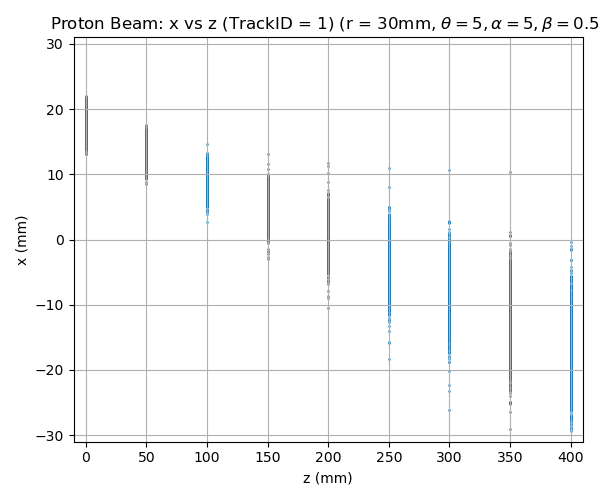 Proton Beam: x vs z (TrackID = 1) (r = 30mm, θ = 5, α = 5, β = 0.5
30
20
10
0
−10
−20
−30
x (mm)
0 50 100 150 200 250 300 350 400
z (mm)